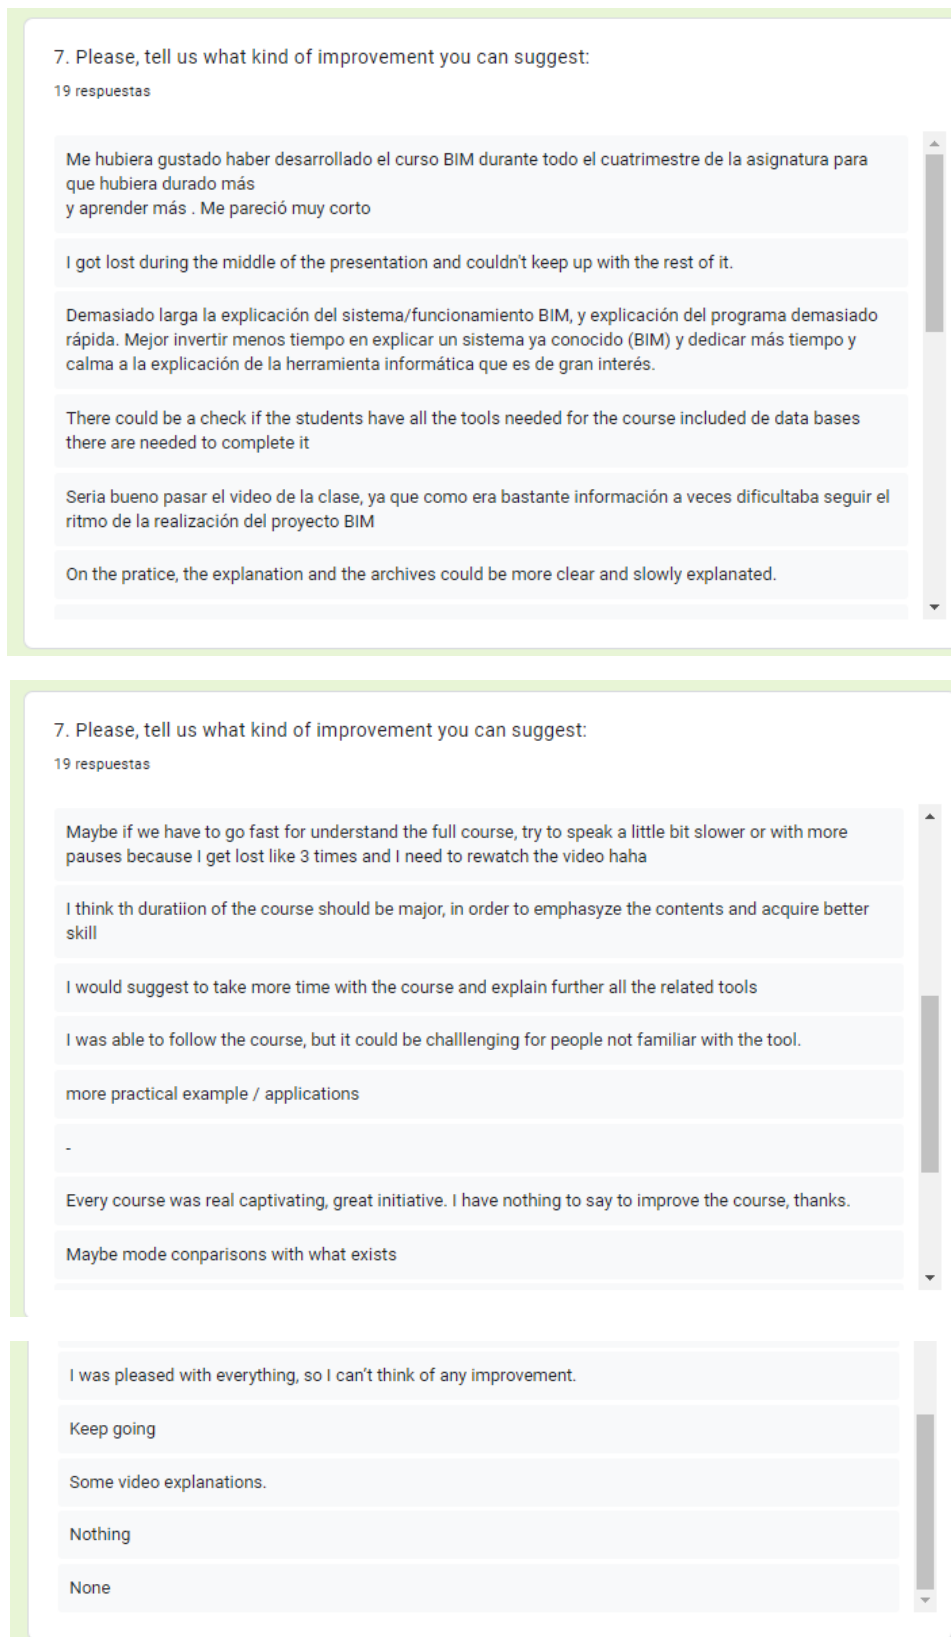 7. Please, tell us what kind of improvement you can suggest:
19 respuestas
Me hubiera gustado haber desarrollado el curso BIM durante todo el cuatrimestre de la asignatura para
que hubiera durado más
y aprender más . Me pareció muy corto
I got lost during the middle of the presentation and couldn't keep up with the rest of it.
Demasiado larga la explicación del sistema/funcionamiento BIM, y explicación del programa demasiado
rápida. Mejor invertir menos tiempo en explicar un sistema ya conocido (BIM) y dedicar más tiempo y
calma a la explicación de la herramienta informática que es de gran interés.
There could be a check if the students have all the tools needed for the course included de data bases
there are needed to complete it
Seria bueno pasar el video de la clase, ya que como era bastante información a veces dificultaba seguir el
ritmo de la realización del proyecto BIM
On the pratice, the explanation and the archives could be more clear and slowly explanated.
7. Please, tell us what kind of improvement you can suggest:
19 respuestas
Maybe if we have to go fast for understand the full course, try to speak a little bit slower or with more
pauses because I get lost like 3 times and I need to rewatch the video haha
I think th duratiion of the course should be major, in order to emphasyze the contents and acquire better
skill
I would suggest to take more time with the course and explain further all the related tools
I was able to follow the course, but it could be challlenging for people not familiar with the tool.
more practical example / applications
-
Every course was real captivating, great initiative. I have nothing to say to improve the course, thanks.
Maybe mode conparisons with what exists
I was pleased with everything, so I can't think of any improvement.
Keep going
Some video explanations.
Nothing
None